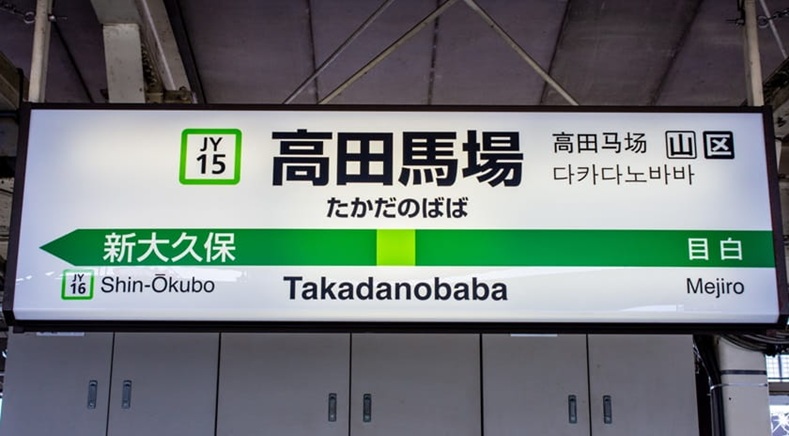 JY
15
高田馬場
高田马场 山 区
다카다노바바
たかだのばば
新大久保
目白
JY
16
Shin-Ōkubo
Takadanobaba
Mejiro